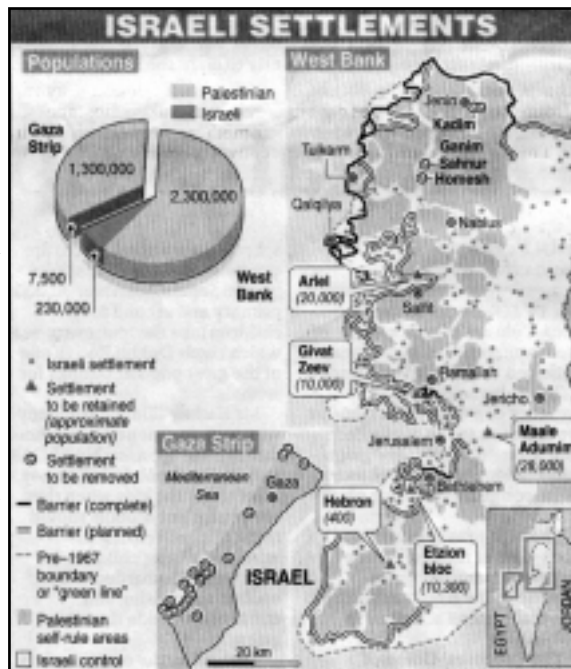 ISRAELI SETTLEMENTS
Populations
Palestinian
Israeli
Gaza
Strip
1,300,000
2,300,000
7,500
230,000
West
Bank
Israeli settlement
Settlement
to be retained
(approximate
population)
Settlement
to be removed
Barrier (complete)
Barrier (planned)
Pre-1967
boundary
or "green line"
Palestinian
self-rule areas
Israeli control
West Bank
Jenin
Kadim
Ganim
Sahnur
Homesh
Tulkarm
Qalqilya
Nablus
Ariel
(20,000)
Salfit
Givat
Zeev
(10,000)
Ramallah
Jericho
Jerusalem
Maale
Adumim
(28,000)
Bethlehem
Hebron
(400)
Etzion
bloc
(10,300)
Gaza Strip
Mediterranean
Sea
Gaza
ISRAEL
20 km
EGYPT
JORDAN